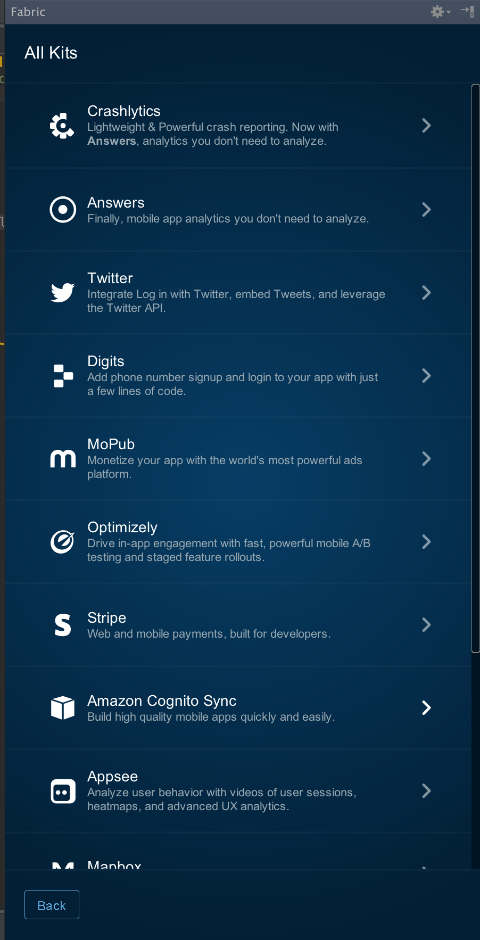 Fabric
All Kits
Crashlytics
Lightweight & Powerful crash reporting. Now with
Answers, analytics you don't need to analyze.
Answers
Finally, mobile app analytics you don't need to analyze.
Twitter
Integrate Log in with Twitter, embed Tweets, and leverage
the Twitter API.
Digits
Add phone number signup and login to your app with just
a few lines of code.
MoPub
Monetize your app with the world's most powerful ads
platform.
Optimizely
Drive in-app engagement with fast, powerful mobile A/B
testing and staged feature rollouts.
Stripe
Web and mobile payments, built for developers.
Amazon Cognito Sync
Build high quality mobile apps quickly and easily.
Appsee
Analyze user behavior with videos of user sessions,
heatmaps, and advanced UX analytics.
Mapbox
Back